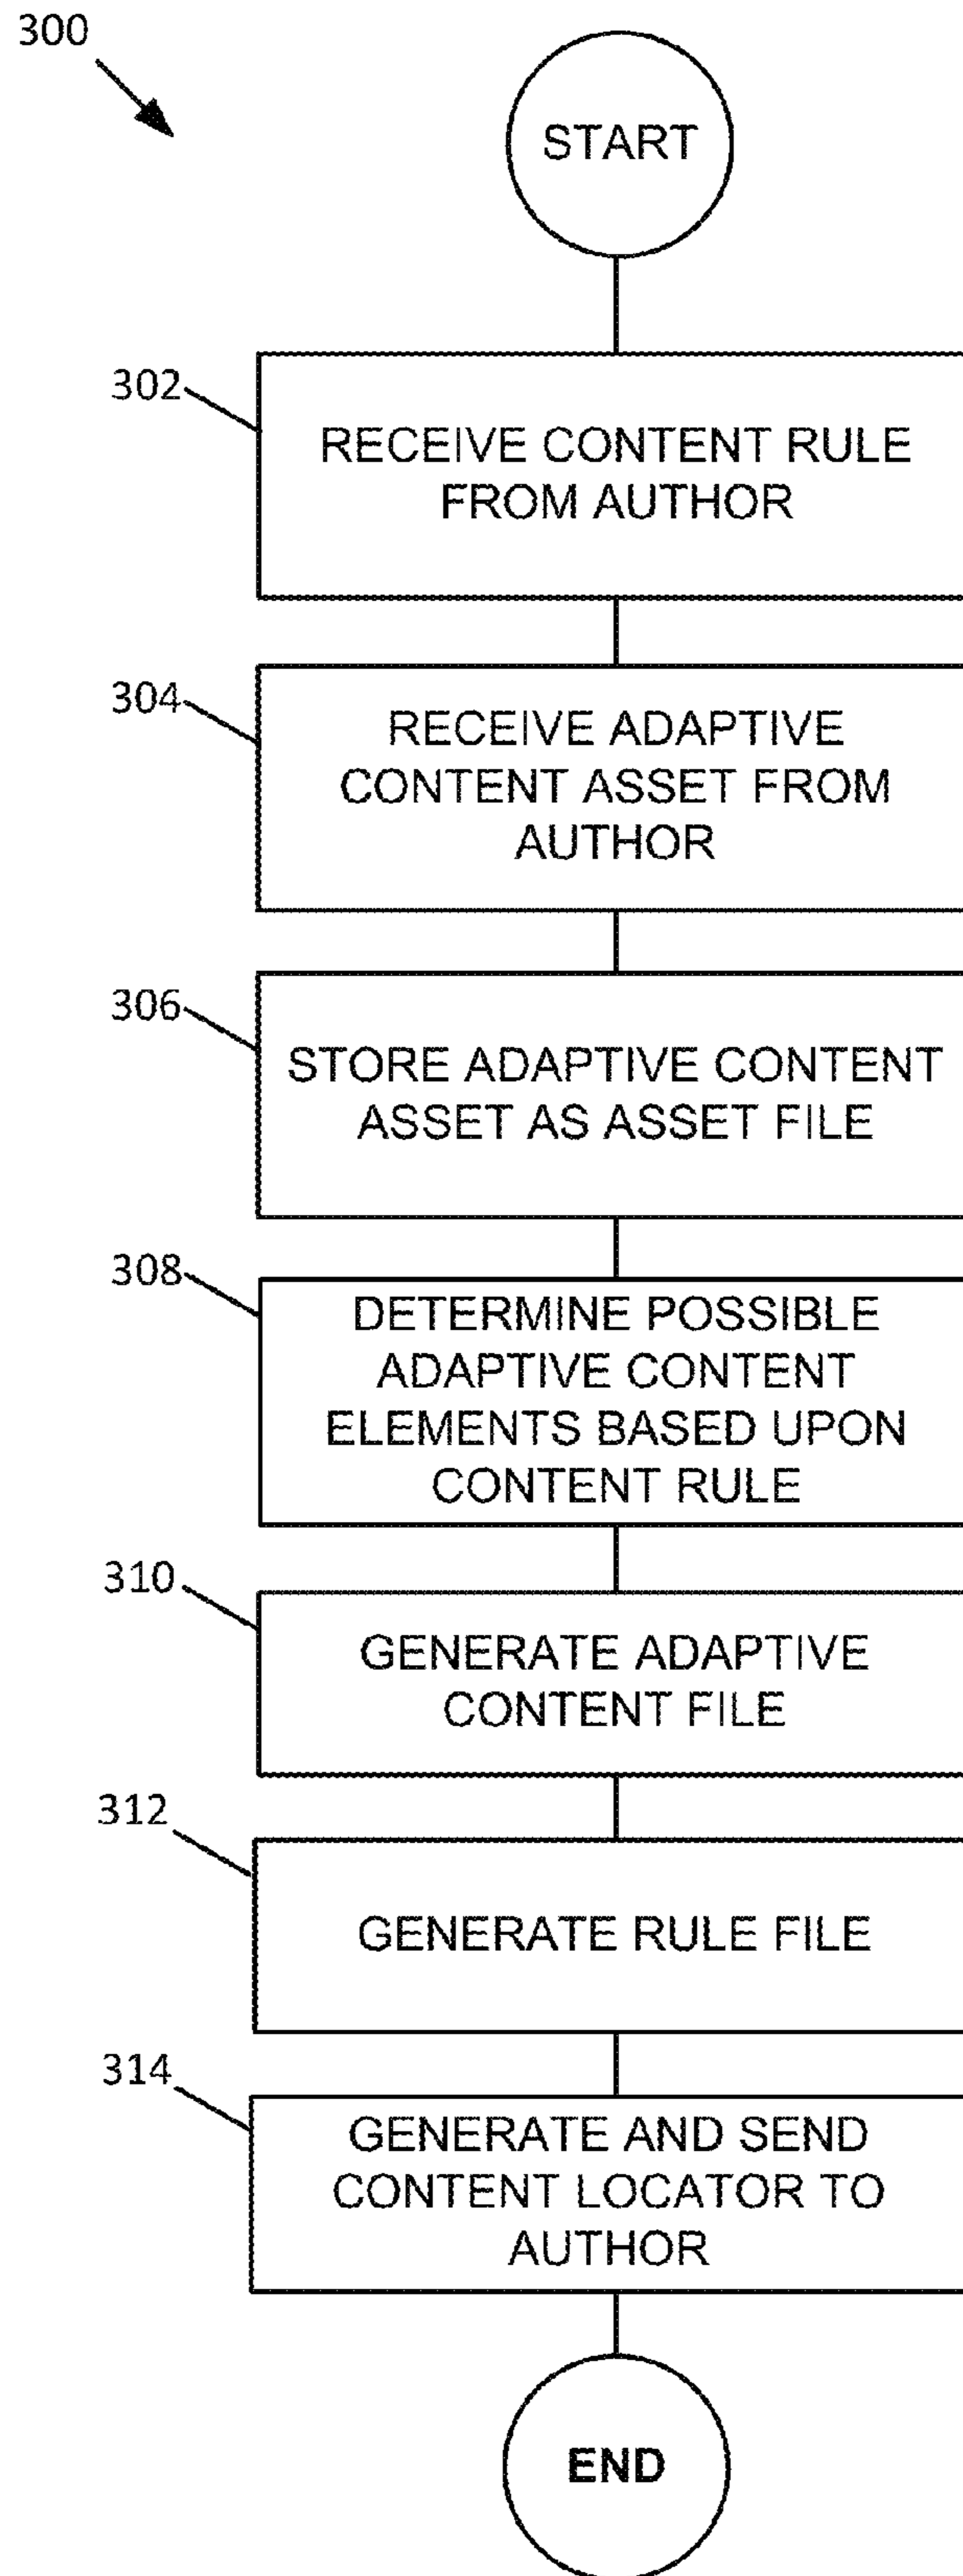 300
START
302
RECEIVE CONTENT RULE
FROM AUTHOR
304
RECEIVE ADAPTIVE
CONTENT ASSET FROM
AUTHOR
306
STORE ADAPTIVE CONTENT
ASSET AS ASSET FILE
308
DETERMINE POSSIBLE
ADAPTIVE CONTENT
ELEMENTS BASED UPON
CONTENT RULE
310
GENERATE ADAPTIVE
CONTENT FILE
312
GENERATE RULE FILE
314
GENERATE AND SEND
CONTENT LOCATOR TO
AUTHOR
END